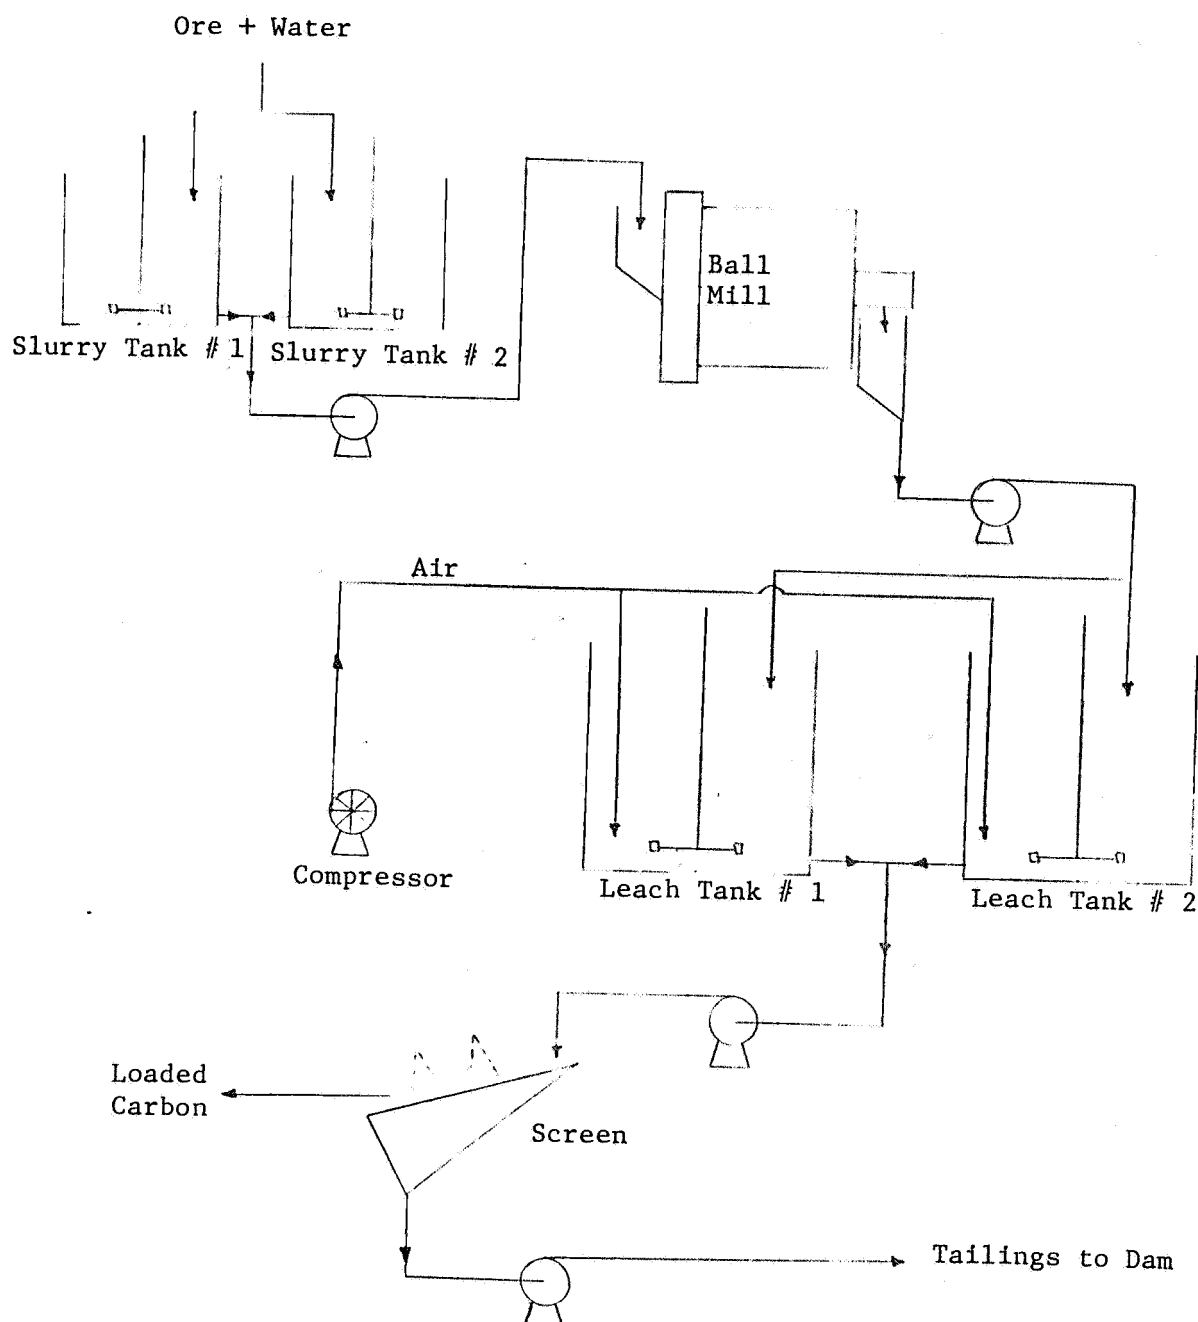 Ore + Water
Ball
Mill
Slurry Tank # 1
Slurry Tank # 2
Air
Compressor
Leach Tank # 1
Leach Tank # 2
Loaded
Carbon
Screen
Tailings to Dam